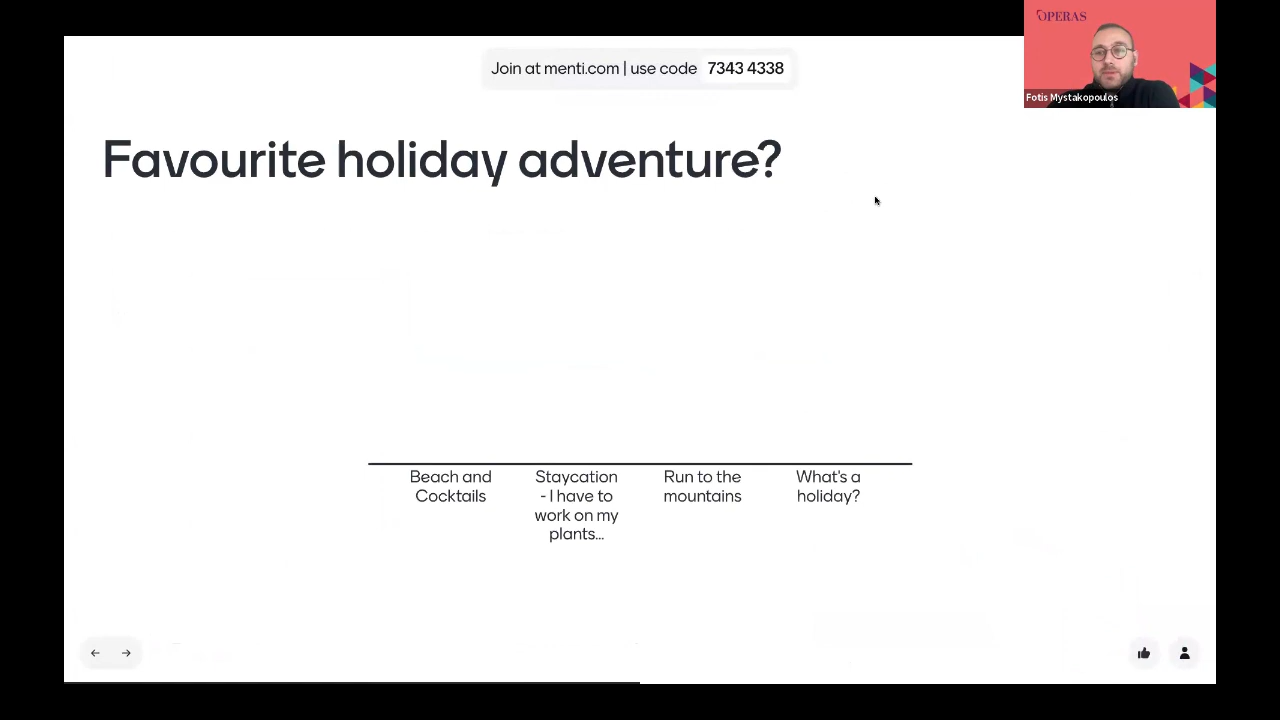 OPERAS
Join at menti.com | use code 7343 4338
Fotis Mystakopoulos
Favourite holiday adventure?
Beach and
Cocktails
Staycation
- I have to
work on my
plants...
Run to the
mountains
What's a
holiday?